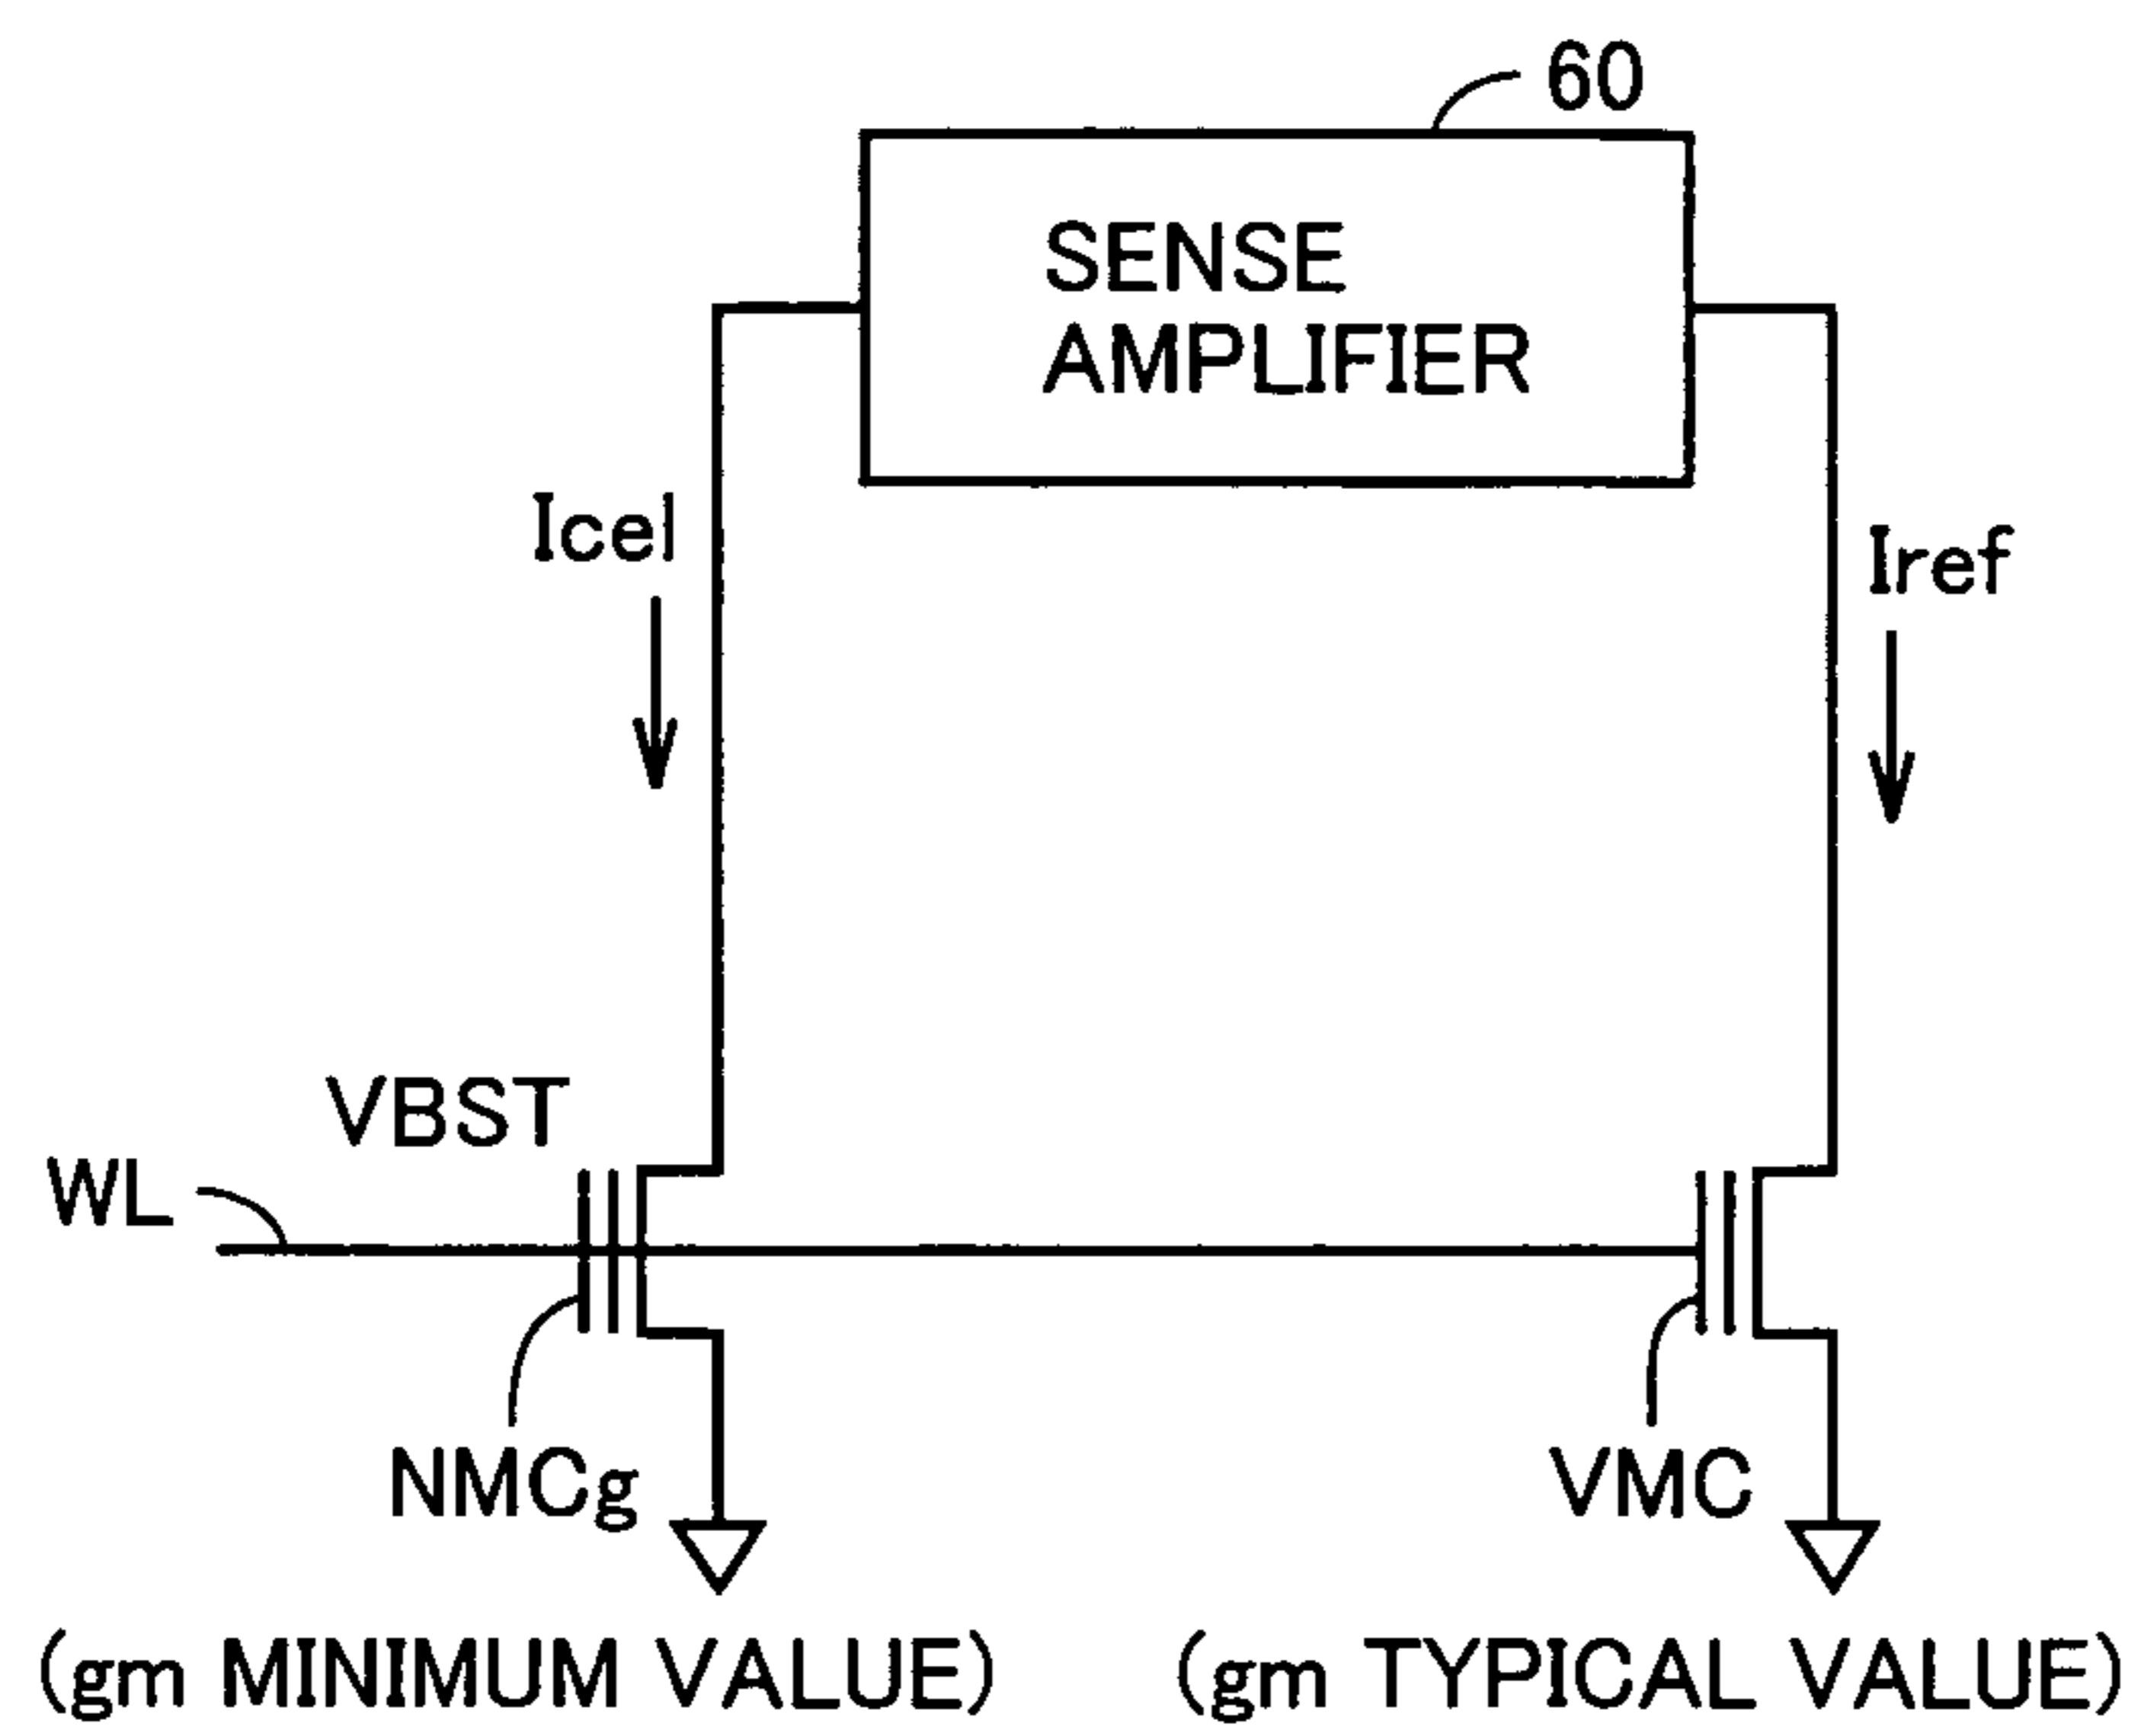 60
SENSE
AMPLIFIER
Icel
Iref
VBST
WL
NMCg
VMC
(gm MINIMUM VALUE)
(gm TYPICAL VALUE)